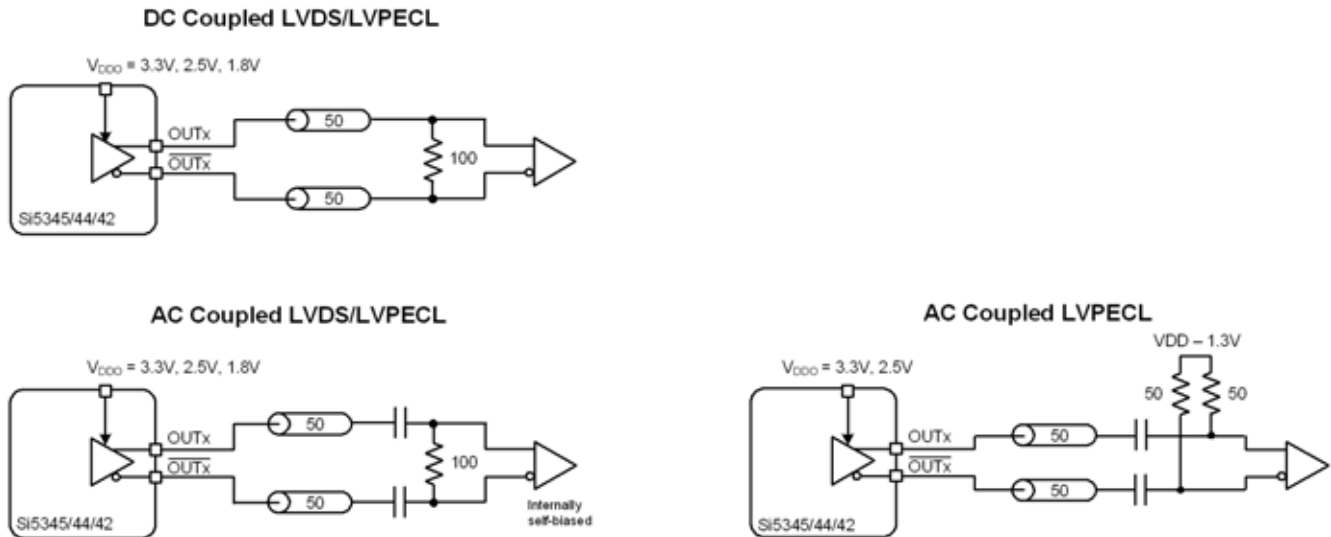 DC Coupled LVDS/LVPECL
VDDO = 3.3V, 2.5V, 1.8V
OUTx
OUTx
50
50
100
Si5345/44/42
AC Coupled LVDS/LVPECL
VDDO = 3.3V, 2.5V, 1.8V
OUTx
OUTx
50
50
100
Internally
self-biased
Si5345/44/42
AC Coupled LVPECL
VDD – 1.3V
VDDO = 3.3V, 2.5V
50
50
OUTx
OUTx
50
50
Si5345/44/42